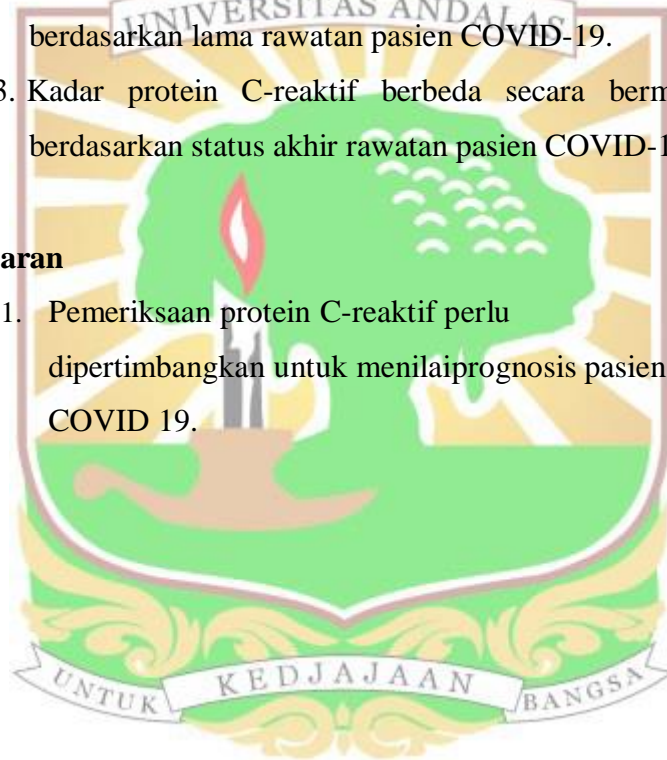 UNIVERSITAS ANDALAS
berdasarkan lama rawatan pasien COVID-19.
3. Kadar protein C-reaktif berbeda secara berm
berdasarkan status akhir rawatan pasien COVID-1
aran
1. Pemeriksaan protein C-reaktif perlu
dipertimbangkan untuk menilaiprognosis pasien
COVID 19.
UNTUK KEDJAJAAN BANGSA